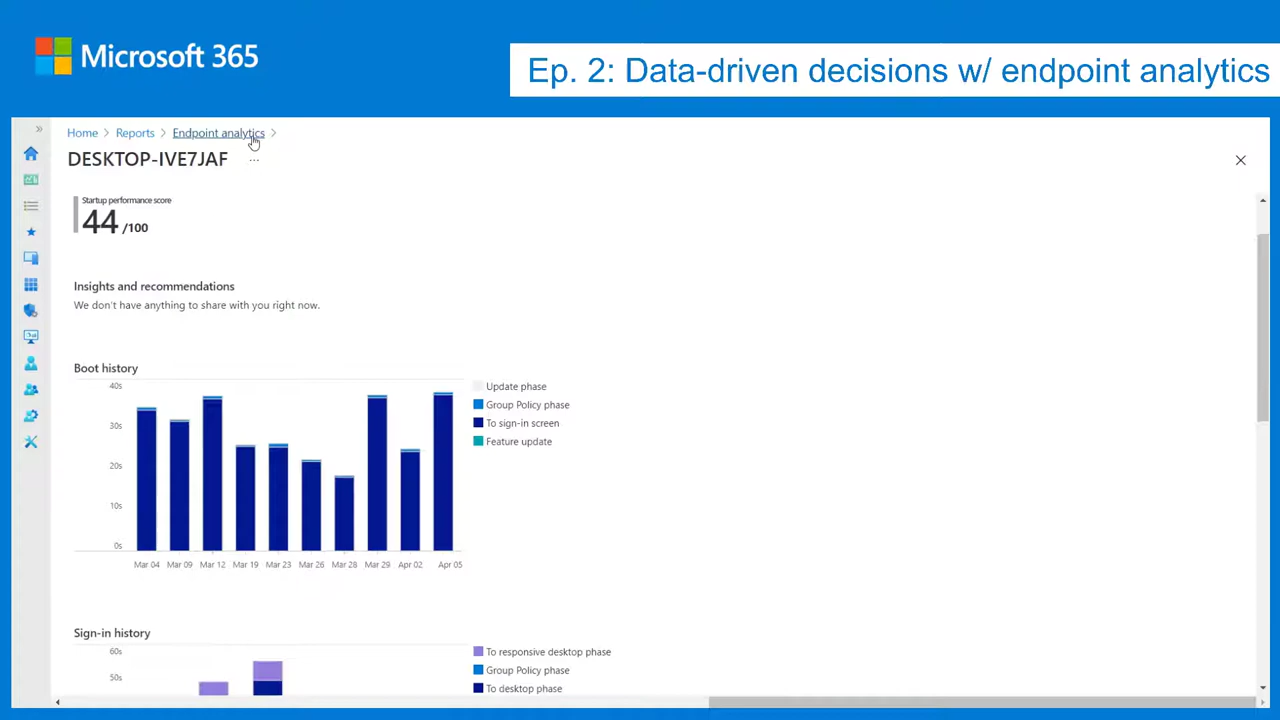 Microsoft 365
Ep. 2: Data-driven decisions w/ endpoint analytics
Home > Reports > Endpoint analytics >
DESKTOP-IVE7JAF ...
Startup performance score
44 /100
Insights and recommendations
We don't have anything to share with you right now.
Boot history
40s
30s
20s
10s
0s
Mar 04 Mar 09 Mar 12 Mar 19 Mar 23 Mar 26 Mar 28 Mar 29 Apr 02 Apr 05
Update phase
Group Policy phase
To sign-in screen
Feature update
Sign-in history
60s
50s
To responsive desktop phase
Group Policy phase
To desktop phase